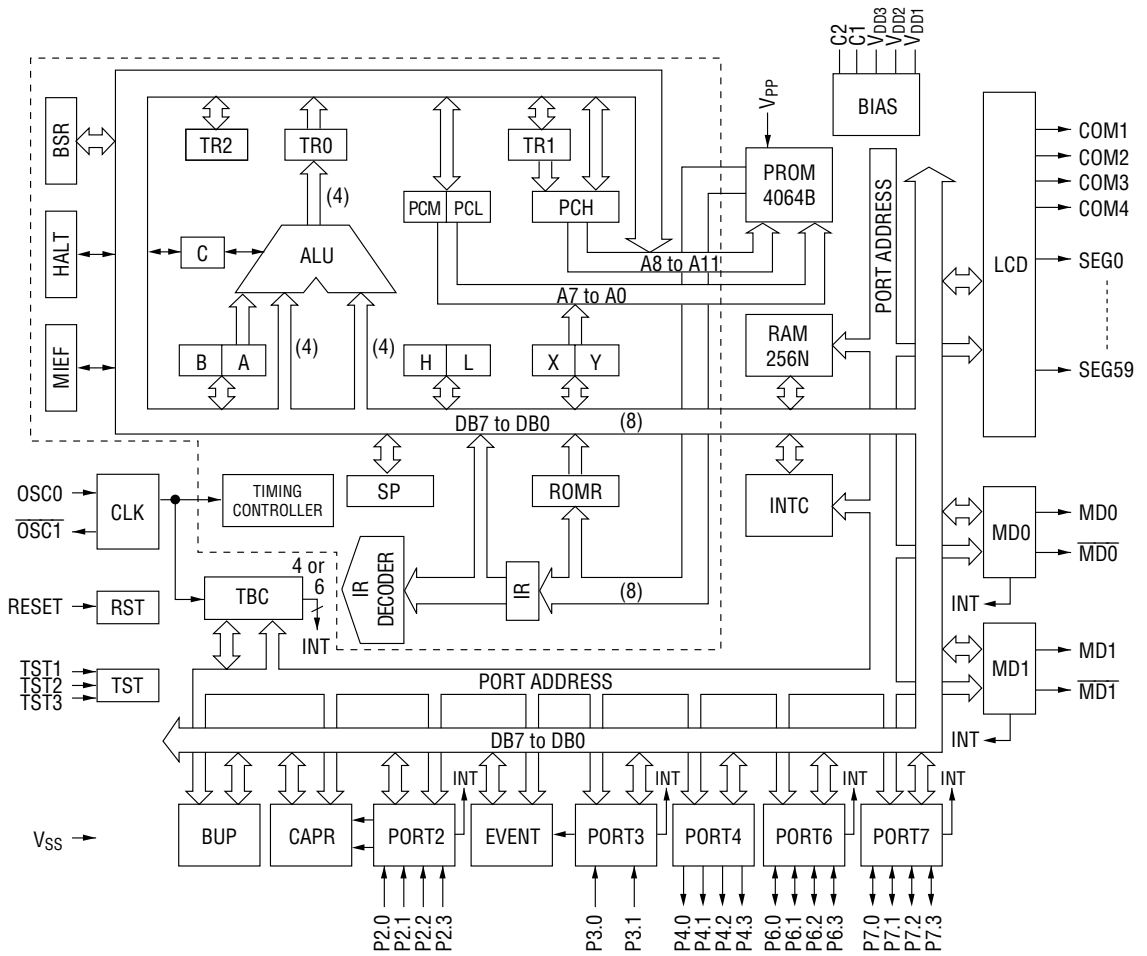 C2
C1
VDD3
VDD2
VDD1
BIAS
VPP
BSR
HALT
MIEF
TR2
TR0
TR1
(4)
PCM
PCL
PCH
PROM
4064B
PORT ADDRESS
LCD
COM1
COM2
COM3
COM4
SEG0
SEG59
C
ALU
A8 to A11
A7 to A0
B
A
(4)
(4)
H
L
X
Y
RAM
256N
DB7 to DB0
(8)
SP
ROMR
INTC
OSC0
OSC1
CLK
TIMING
CONTROLLER
4 or
6
TBC
INT
IR
DECODER
IR
(8)
MD0
MD0
MD0
INT
RESET
RST
TST1
TST2
TST3
TST
MD1
MD1
MD1
INT
PORT ADDRESS
DB7 to DB0
VSS
BUP
CAPR
PORT2
INT
EVENT
PORT3
INT
PORT4
PORT6
INT
PORT7
INT
P2.0
P2.1
P2.2
P2.3
P3.0
P3.1
P4.0
P4.1
P4.2
P4.3
P6.0
P6.1
P6.2
P6.3
P7.0
P7.1
P7.2
P7.3